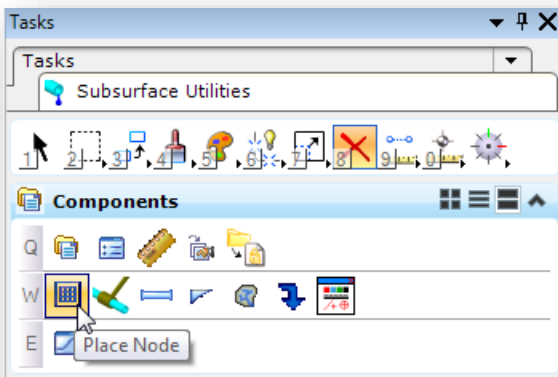 Tasks
Tasks
Subsurface Utilities
1 2 3 4 5 6 7 8 9 0
Components
Q
W
E Place Node